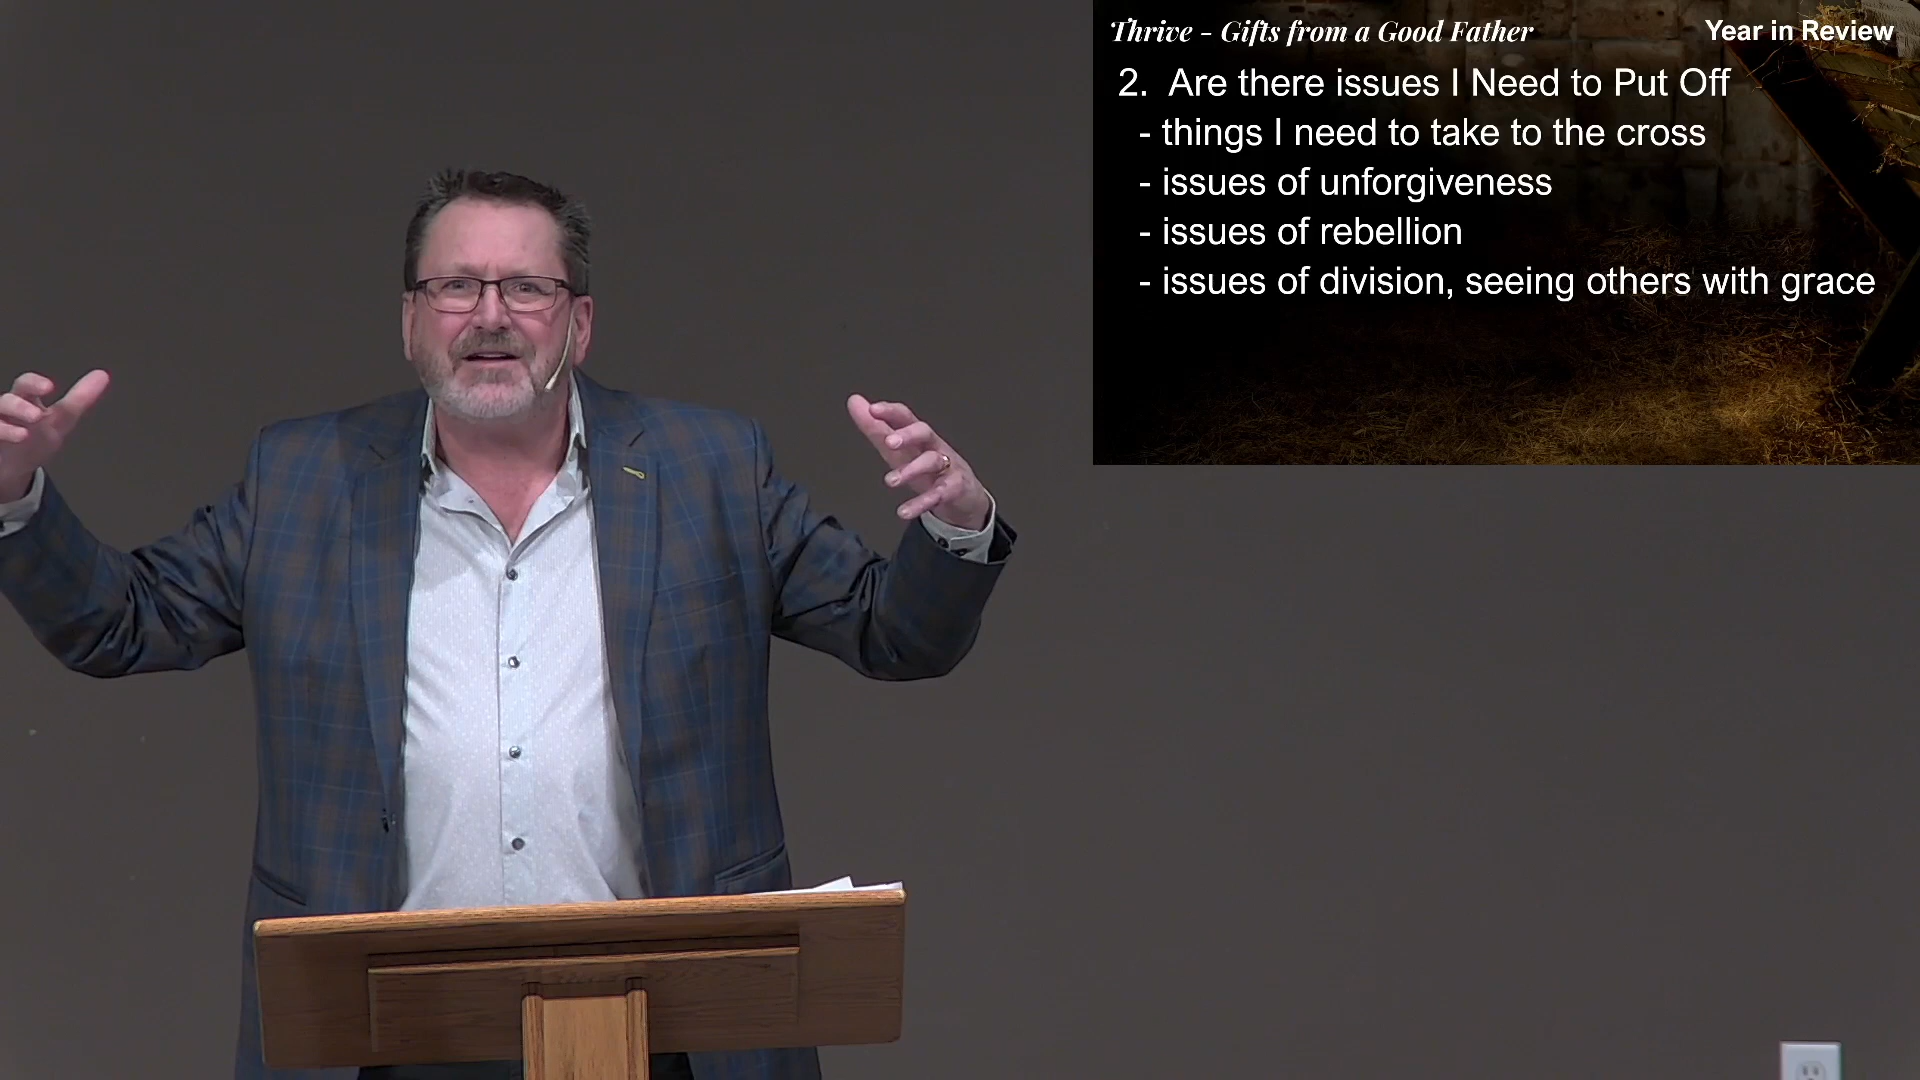 Thrive - Gifts from a Good Father
Year in Review
2. Are there issues I Need to Put Off
- things I need to take to the cross
- issues of unforgiveness
- issues of rebellion
- issues of division, seeing others with grace